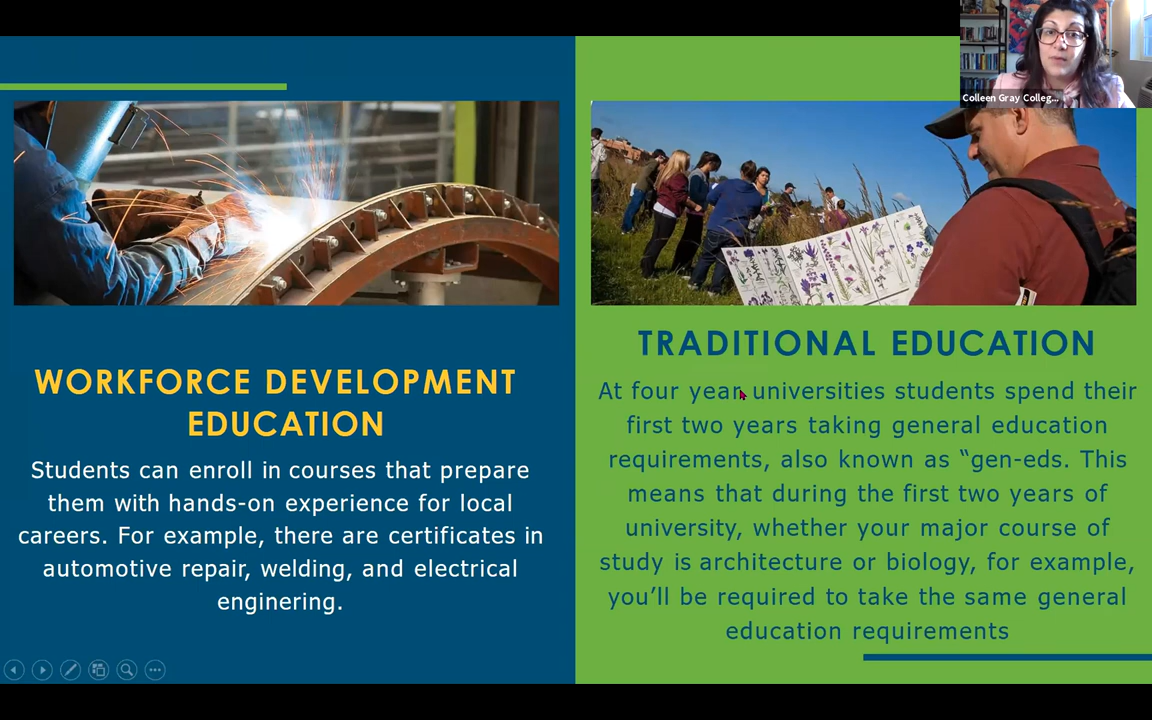 Colleen Gray Colleg...
WORKFORCE DEVELOPMENT
EDUCATION
Students can enroll in courses that prepare
them with hands-on experience for local
careers. For example, there are certificates in
automotive repair, welding, and electrical
enginering.
TRADITIONAL EDUCATION
At four year universities students spend their
first two years taking general education
requirements, also known as “gen-eds. This
means that during the first two years of
university, whether your major course of
study is architecture or biology, for example,
you’ll be required to take the same general
education requirements